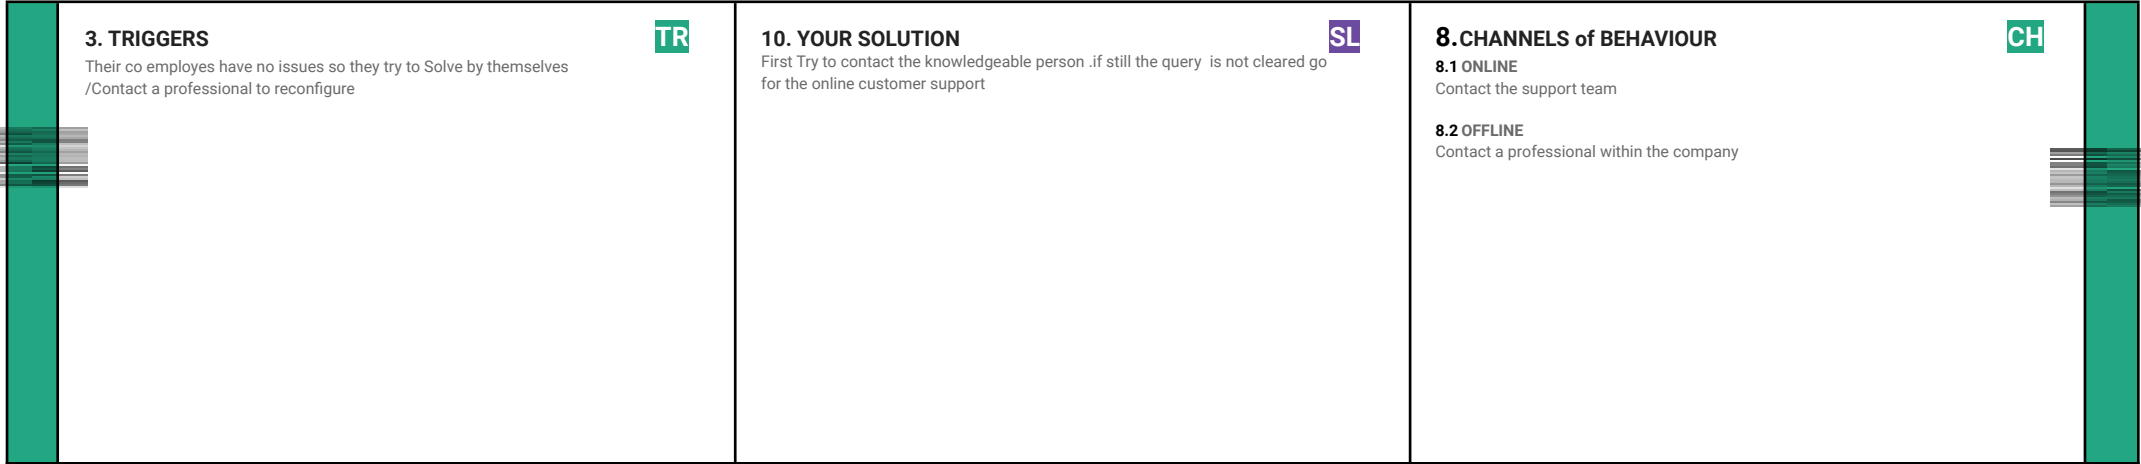 3. TRIGGERS
TR
Their co employes have no issues so they try to Solve by themselves
/Contact a professional to reconfigure
10. YOUR SOLUTION
SL
First Try to contact the knowledgeable person .if still the query  is not cleared go
for the online customer support
8.CHANNELS of BEHAVIOUR
CH
8.1 ONLINE
Contact the support team
8.2 OFFLINE
Contact a professional within the company